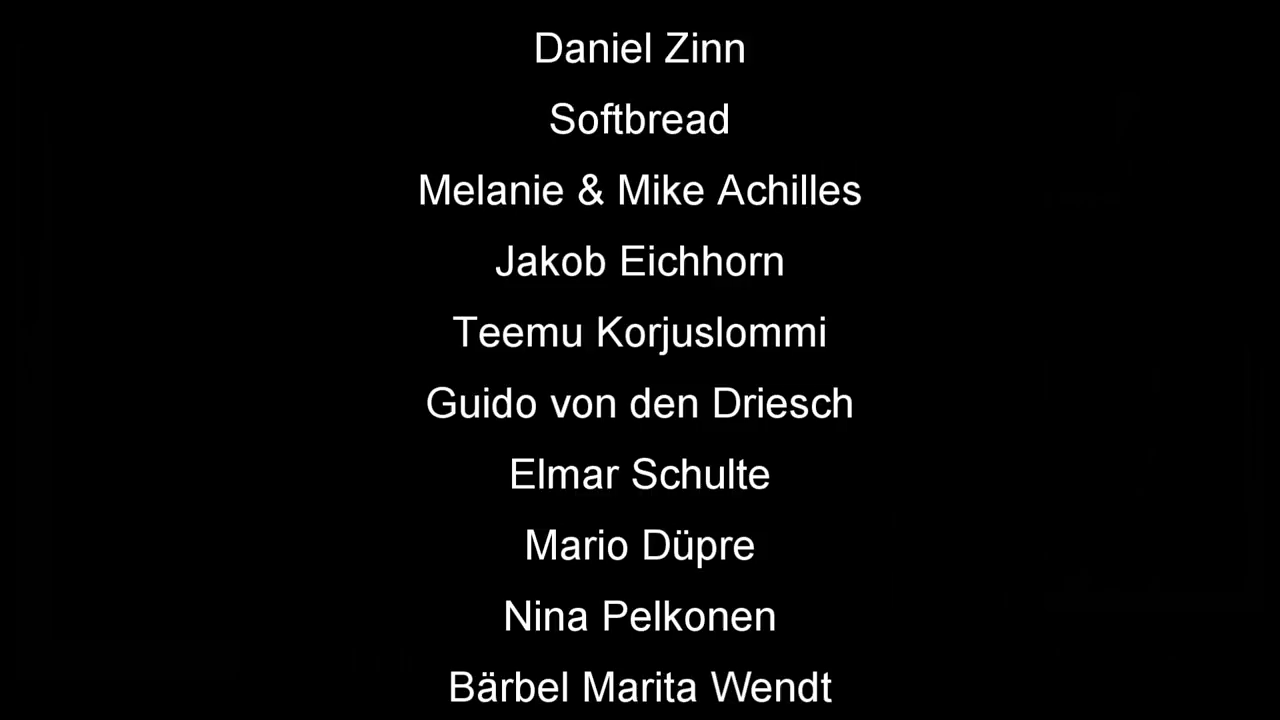 Daniel Zinn
Softbread
Melanie & Mike Achilles
Jakob Eichhorn
Teemu Korjuslommi
Guido von den Driesch
Elmar Schulte
Mario Düpre
Nina Pelkonen
Bärbel Marita Wendt